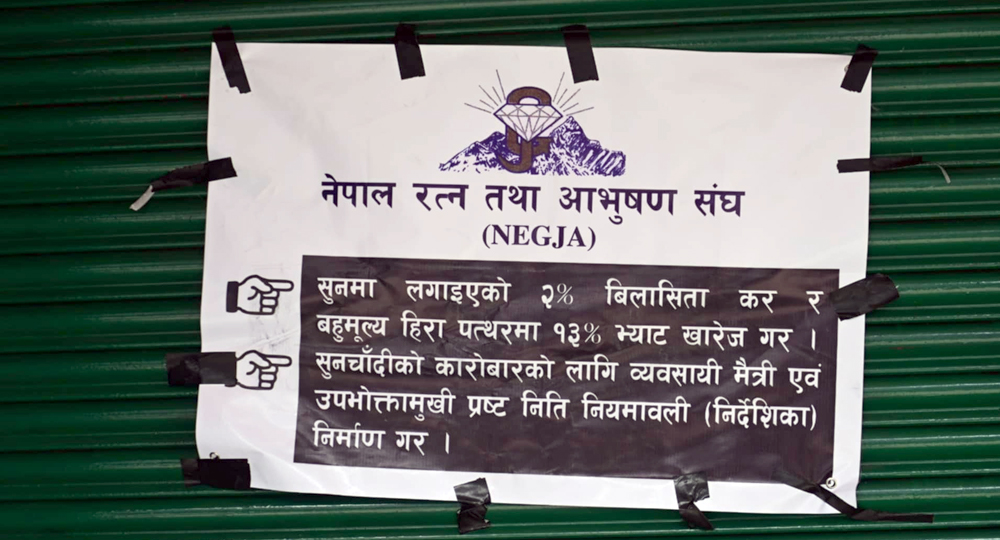 नेपाल रत्न तथा आभुषण संघ
(NEGJA)
सुनमा लगाइएको २% बिलासिता कर र
बहुमूल्य हिरा पत्थरमा १३% भ्याट खारेज गर ।
सुनचाँदीको कारोबारको लागि व्यवसायी मैत्री एवं
उपभोक्तामुखी प्रष्ट निति नियमावली (निर्देशिका)
निर्माण गर ।